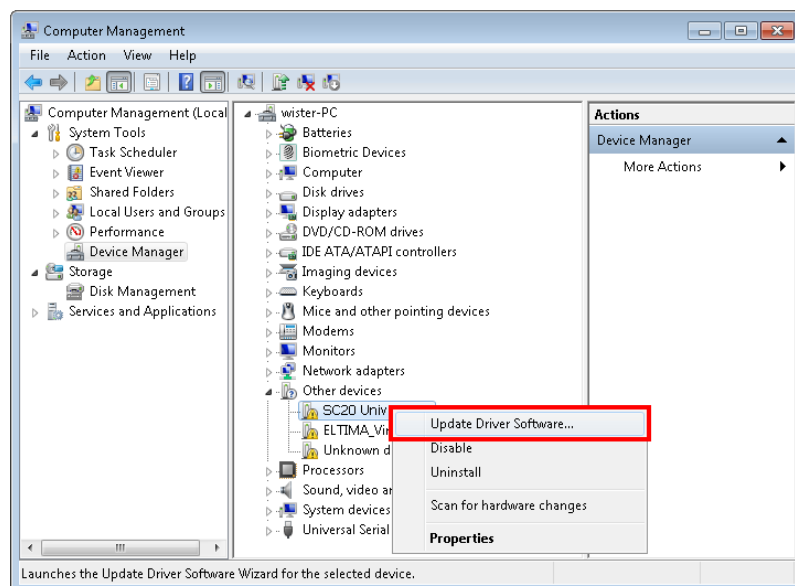 Computer Management
File Action View Help
Computer Management (Local
System Tools
Task Scheduler
Event Viewer
Shared Folders
Local Users and Groups
Performance
Device Manager
Storage
Disk Management
Services and Applications
wister-PC
Batteries
Biometric Devices
Computer
Disk drives
Display adapters
DVD/CD-ROM drives
IDE ATA/ATAPI controllers
Imaging devices
Keyboards
Mice and other pointing devices
Modems
Monitors
Network adapters
Other devices
SC20 Univ
ELTIMA_Vir
Unknown d
Processors
Sound, video ar
System devices
Universal Serial
Update Driver Software...
Disable
Uninstall
Scan for hardware changes
Properties
Actions
Device Manager
More Actions
Launches the Update Driver Software Wizard for the selected device.